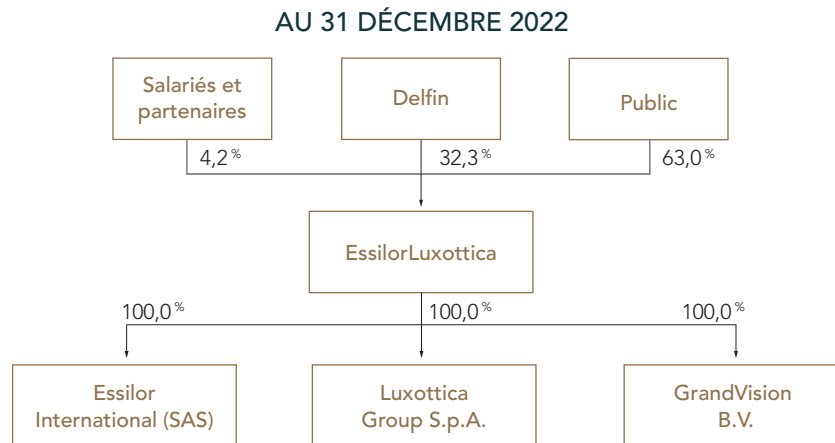 AU 31 DÉCEMBRE 2022
Salariés et
partenaires
Delfin
Public
4,2 %
32,3 %
63,0 %
EssilorLuxottica
100,0 %
100,0 %
100,0 %
Essilor
International (SAS)
Luxottica
Group S.p.A.
GrandVision
B.V.